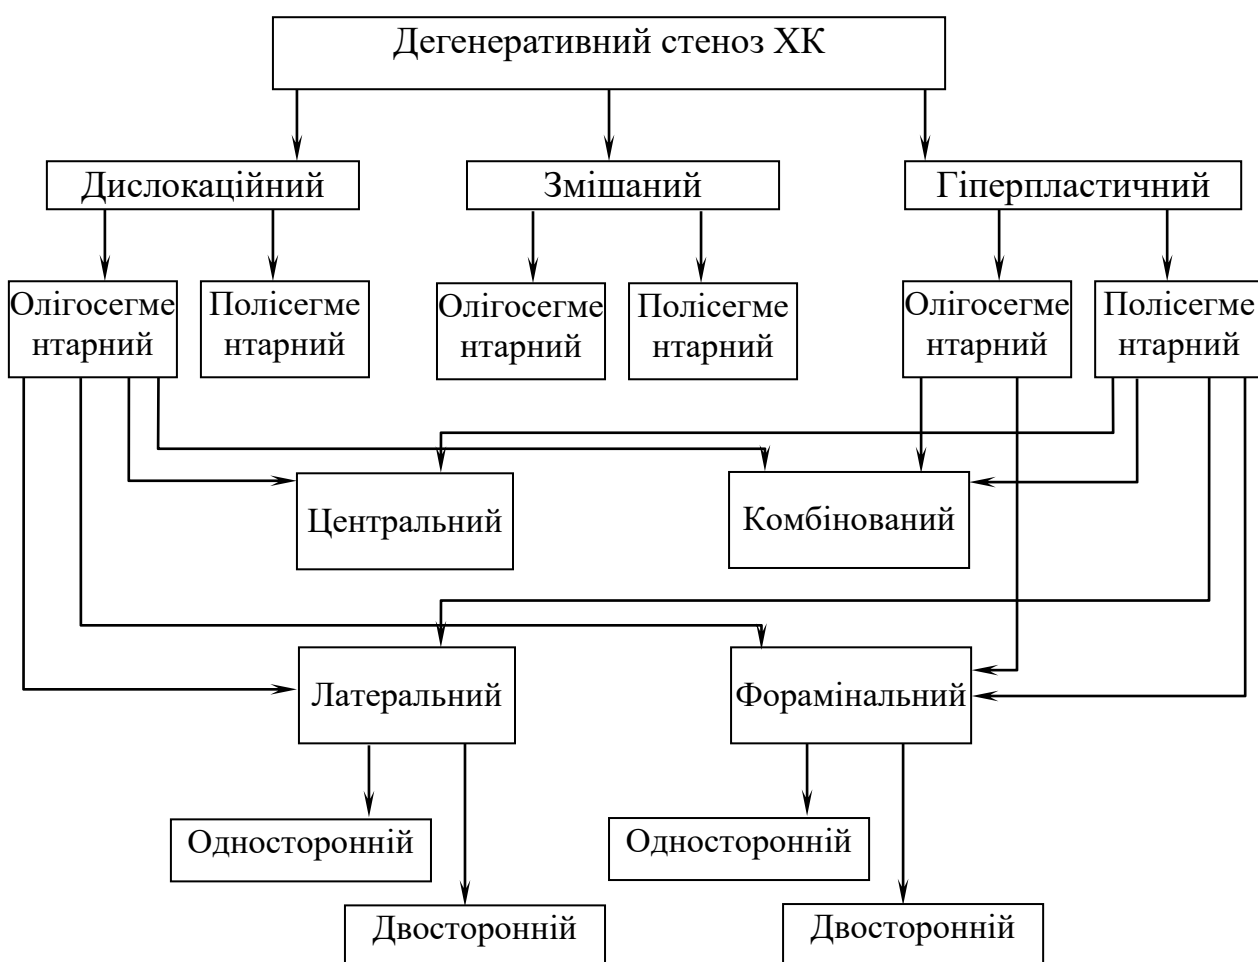 Дегенеративний стеноз ХК
Дислокаційний
Змішаний
Гіперпластичний
Олігосегме
нтарний
Полісегме
нтарний
Олігосегме
нтарний
Полісегме
нтарний
Олігосегме
нтарний
Полісегме
нтарний
Центральний
Комбінований
Латеральний
Форамінальний
Односторонній
Односторонній
Двосторонній
Двосторонній